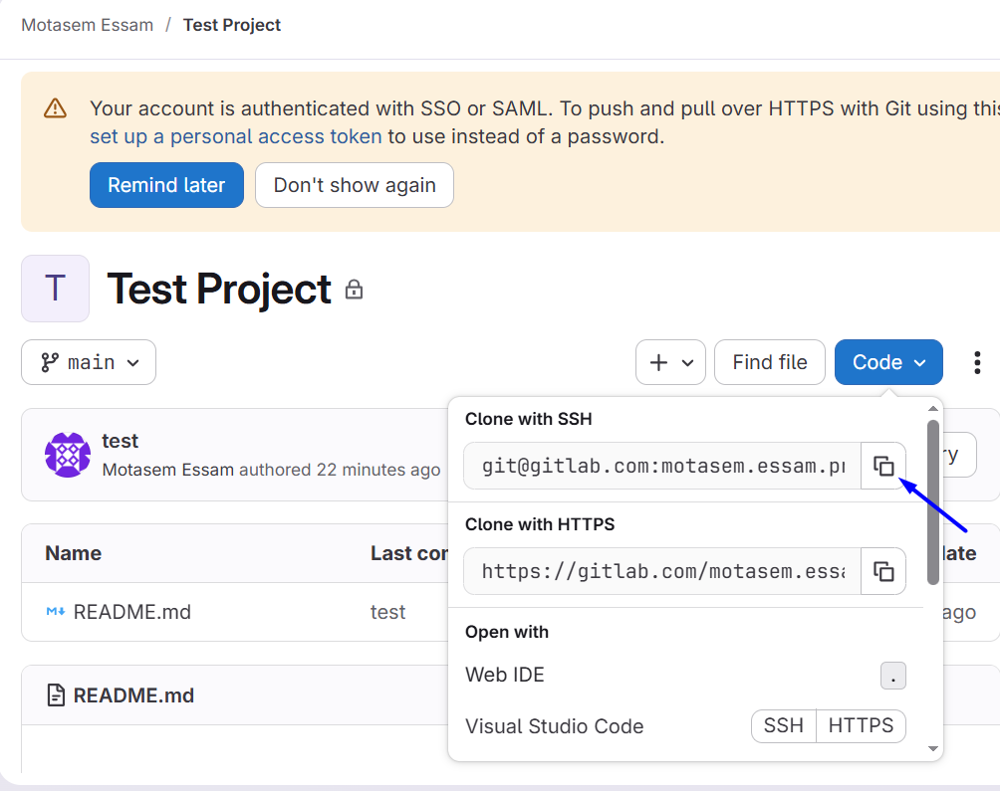 Motasem Essam / Test Project
Your account is authenticated with SSO or SAML. To push and pull over HTTPS with Git using this
set up a personal access token to use instead of a password.
Remind later Don't show again
T Test Project
main + Find file Code
Clone with SSH
test
Motasem Essam authored 22 minutes ago
git@gitlab.com:motasem.essam.pr
ry
Clone with HTTPS
Name Last con date
https://gitlab.com/motasem.essa
README.md test ago
Open with
Web IDE .
README.md
Visual Studio Code SSH HTTPS